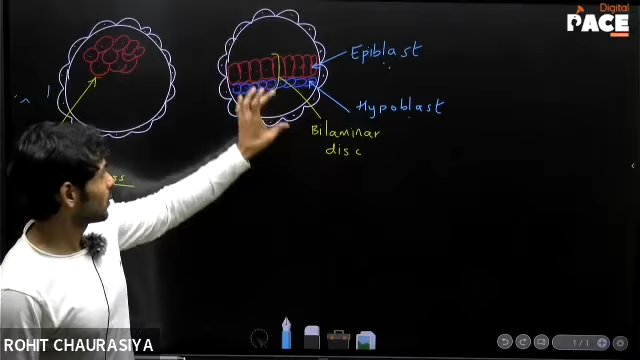 Digital
PACE
Epiblast
Hypoblast
Bilaminar
disc
ROHIT CHAURASIYA
1/1